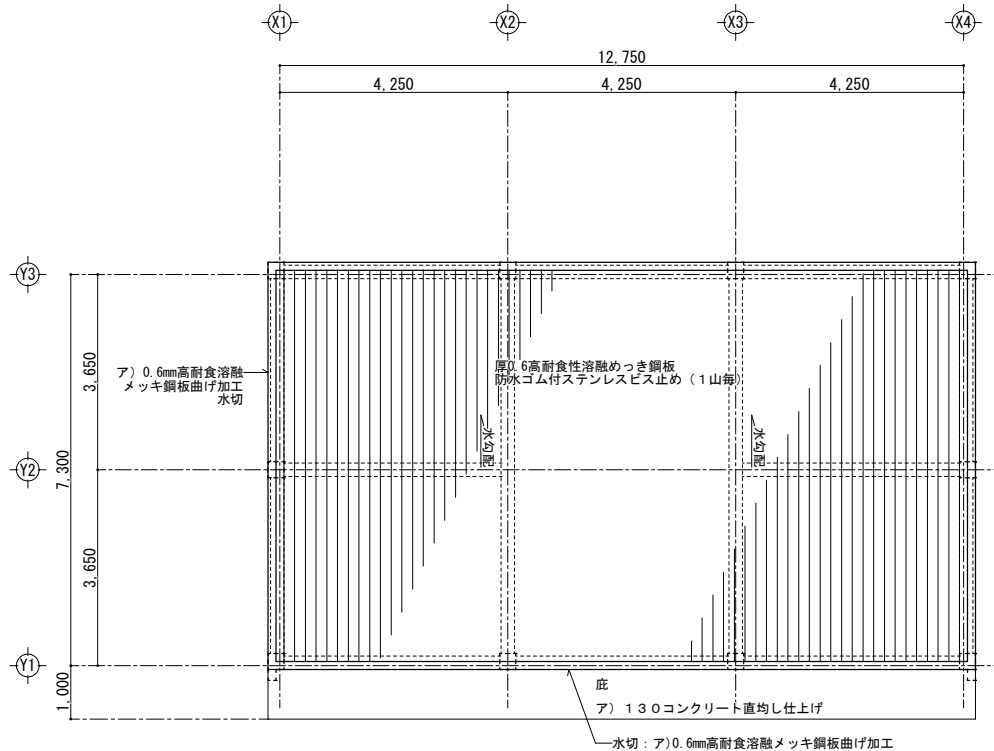 X1
X2
X3
X4
12,750
4,250
4,250
4,250
Y3
Y2
Y1
3,650
7,300
3,650
1,000
ア) 0.6mm高耐食溶融
メッキ鋼板曲げ加工
水切
厚0.6高耐食性溶融めっき鋼板
防水ゴム付ステンレスビス止め（1山毎）
水勾配
水勾配
庇
ア) 130コンクリート直均し仕上げ
水切：ア)0.6mm高耐食溶融メッキ鋼板曲げ加工